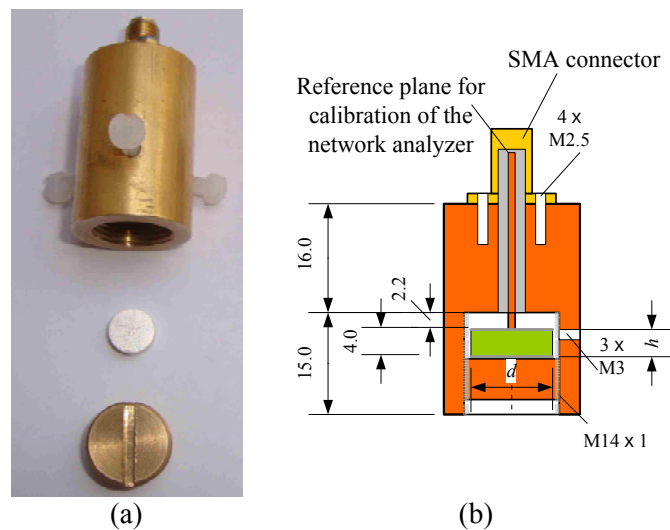 SMA connector
Reference plane for
calibration of the
network analyzer
4 x
M2.5
16.0
2.2
4.0
15.0
d
h
3 x
M3
M14 x 1
(a)
(b)